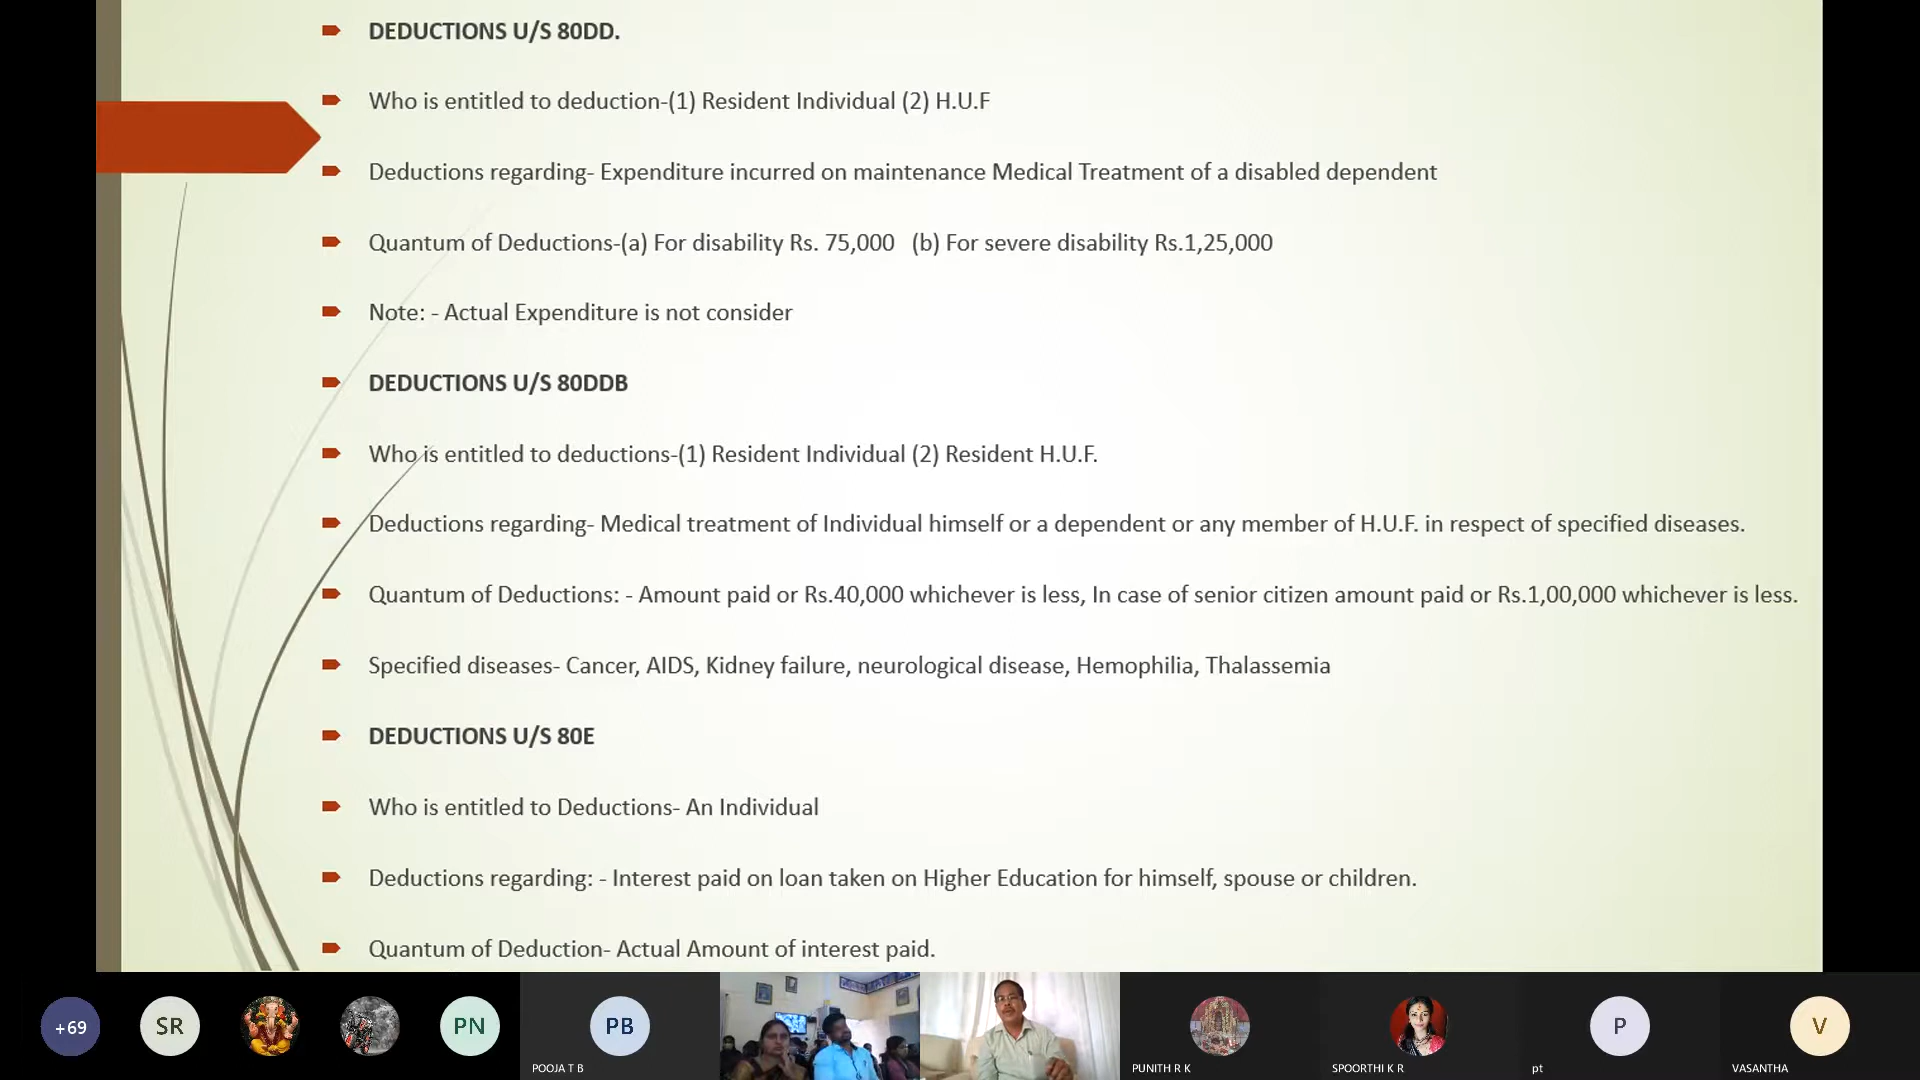 DEDUCTIONS U/S 80DD.
Who is entitled to deduction-(1) Resident Individual (2) H.U.F
Deductions regarding- Expenditure incurred on maintenance Medical Treatment of a disabled dependent
Quantum of Deductions-(a) For disability Rs. 75,000 (b) For severe disability Rs.1,25,000
Note: - Actual Expenditure is not consider
DEDUCTIONS U/S 80DDB
Who is entitled to deductions-(1) Resident Individual (2) Resident H.U.F.
Deductions regarding- Medical treatment of Individual himself or a dependent or any member of H.U.F. in respect of specified diseases.
Quantum of Deductions: - Amount paid or Rs.40,000 whichever is less, In case of senior citizen amount paid or Rs.1,00,000 whichever is less.
Specified diseases- Cancer, AIDS, Kidney failure, neurological disease, Hemophilia, Thalassemia
DEDUCTIONS U/S 80E
Who is entitled to Deductions- An Individual
Deductions regarding: - Interest paid on loan taken on Higher Education for himself, spouse or children.
Quantum of Deduction- Actual Amount of interest paid.
+69 SR PN PB P V
POOJA T B PUNITH R K SPOORTHI K R pt VASANTHA